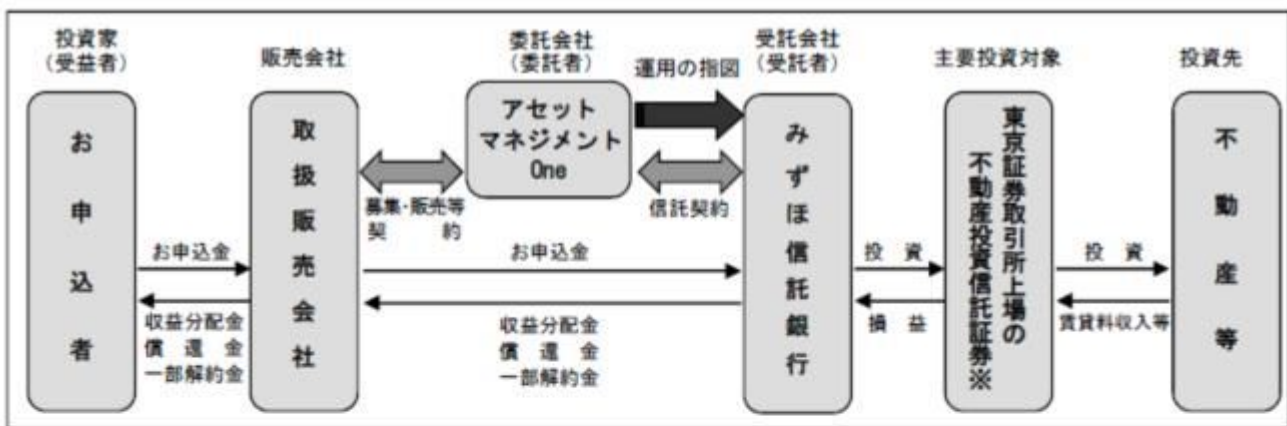 投資家
(受益者)
販売会社
委託会社
(委託者)
運用の指図
受託会社
(受託者)
主要投資対象
投資先
お申込者
取扱販売会社
アセット
マネジメント
One
みずほ信託銀行
東京証券取引所上場の
不動産投資信託証券※
不動産等
募集・販売等
契約
信託契約
お申込金
収益分配金
償還金
一部解約金
お申込金
収益分配金
償還金
一部解約金
投資
損益
投資
賃貸料収入等